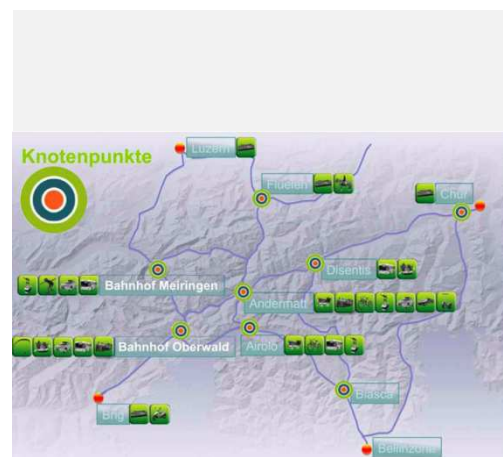 Luzern
Knotenpunkte
Flüelen
Chur
Disentis
Bahnhof Meiringen
Andermatt
Bahnhof Oberwald
Airolo
Biasca
Brig
Bellinzona